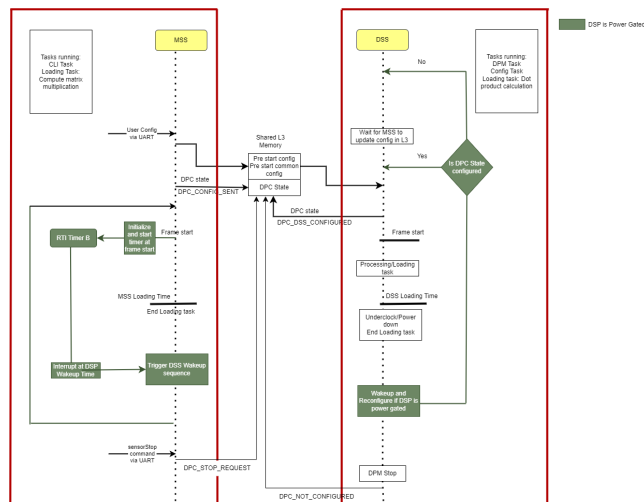 DSP is Power Gated
MSS
DSS
Tasks running:
CLI Task
Loading Task:
Compute matrix
multiplication
Tasks running:
DPM Task
Config Task
Loading task: Dot
product calculation
No
User Config
via UART
Shared L3
Memory
Wait for MSS to
update config in L3
Pre start config
Pre start common
config
Yes
Is DPC State
configured
DPC state
DPC State
DPC_CONFIG_SENT
DPC state
DPC_DSS_CONFIGURED
RTI Timer B
Initialize
and start
timer at
frame start
Frame start
Frame start
Processing/Loading
task
MSS Loading Time
End Loading task
DSS Loading Time
Underclock/Power
down
End Loading task
Interrupt at DSP
Wakeup Time
Trigger DSS Wakeup
sequence
Wakeup and
Reconfigure if DSP is
power gated
sensorStop
command
via UART
DPC_STOP_REQUEST
DPM Stop
DPC_NOT_CONFIGURED